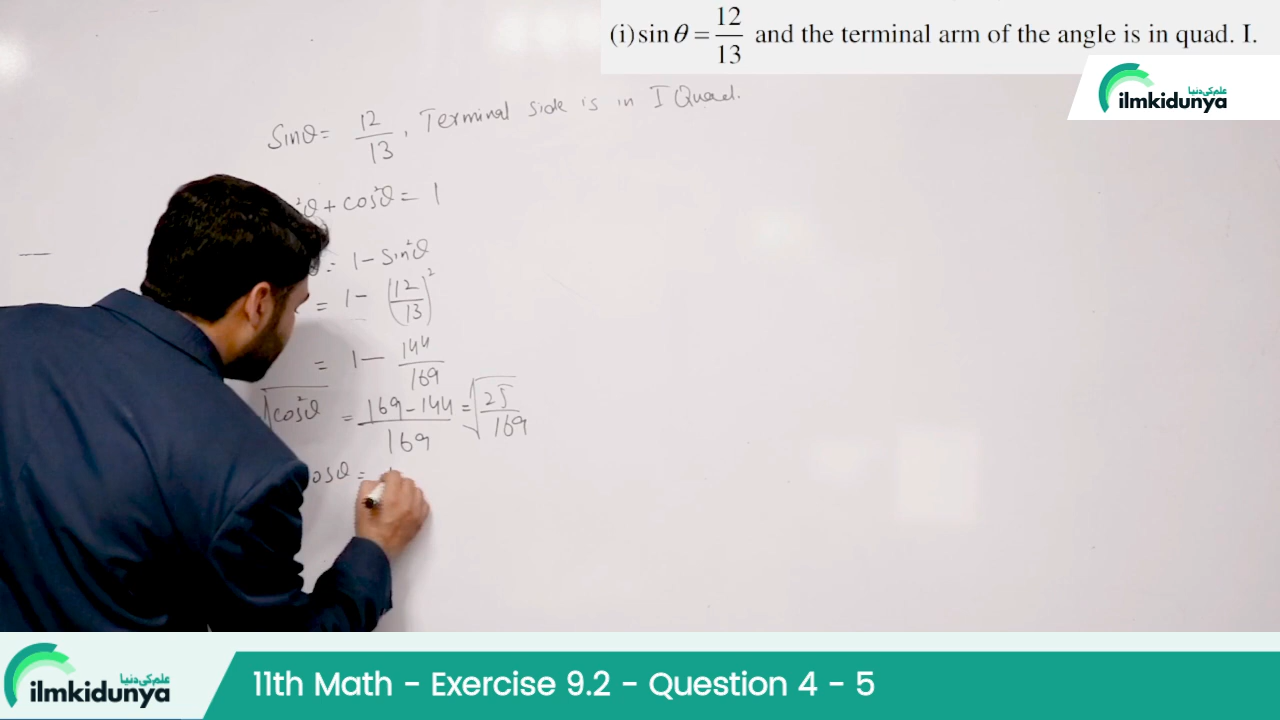 (i) sin θ = 12/13 and the terminal arm of the angle is in quad. I.
علم کی دنیا
ilmkidunya
Sinθ = 12/13, Terminal side is in I Quad.
²θ + cos²θ = 1
θ = 1 - Sin²θ
= 1 - (12/13)²
= 1 - 144/169
√cos²θ = 169-144/169 = √25/169
osθ =
علم کی دنیا
ilmkidunya
11th Math - Exercise 9.2 - Question 4 - 5